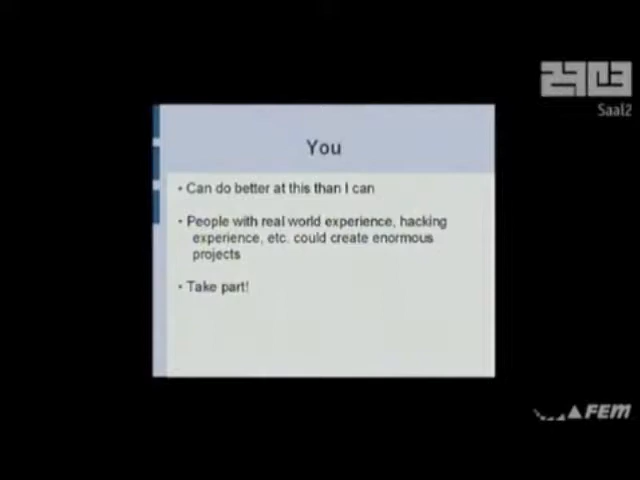 29C3
Saal2
You
• Can do better at this than I can
• People with real world experience, hacking
experience, etc. could create enormous
projects
• Take part!
FEM